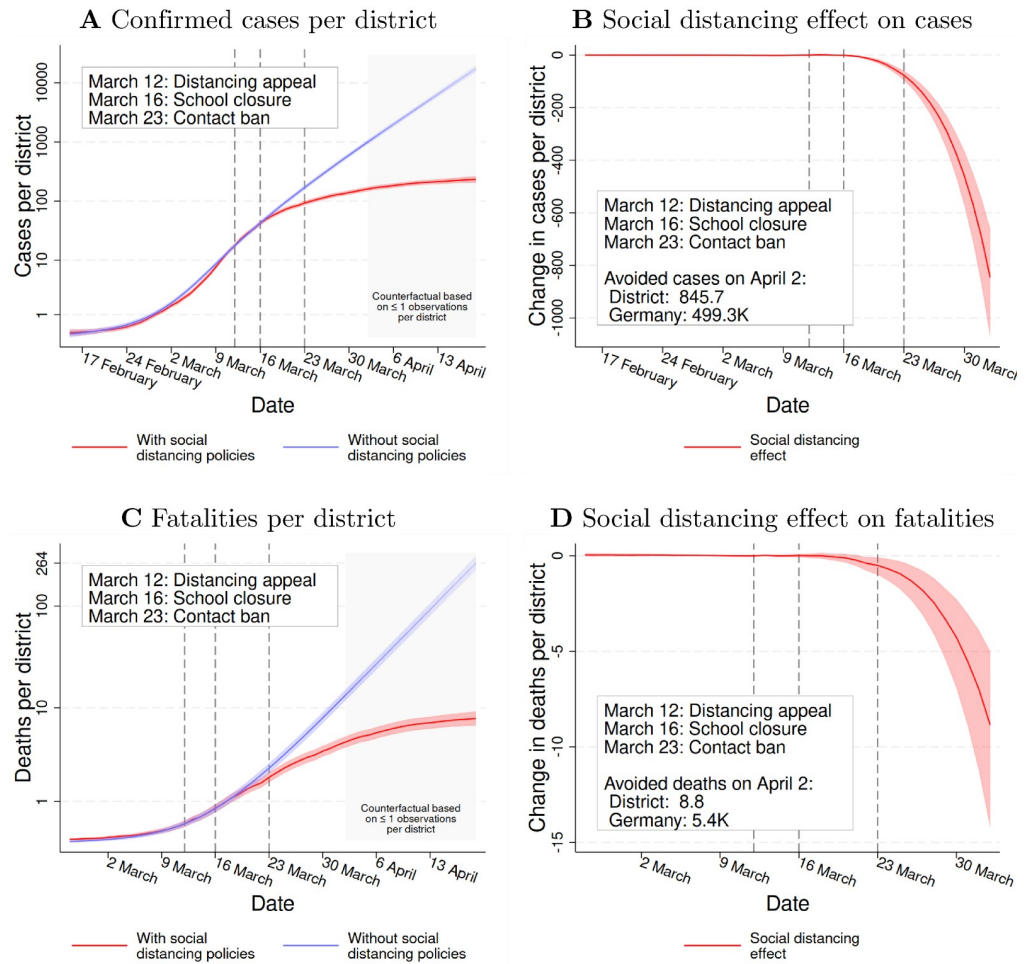 A Confirmed cases per district
Cases per district
10000
1000
100
10
1
March 12: Distancing appeal
March 16: School closure
March 23: Contact ban
Counterfactual based
on ≤ 1 observations
per district
17 February
24 February
2 March
9 March
16 March
23 March
30 March
6 April
13 April
Date
With social
distancing policies
Without social
distancing policies
B Social distancing effect on cases
Change in cases per district
0
-200
-400
-600
-800
-1000
March 12: Distancing appeal
March 16: School closure
March 23: Contact ban
Avoided cases on April 2:
District: 845.7
Germany: 499.3K
17 February
24 February
2 March
9 March
16 March
23 March
30 March
Date
Social distancing
effect
C Fatalities per district
Deaths per district
264
100
10
1
March 12: Distancing appeal
March 16: School closure
March 23: Contact ban
Counterfactual based
on ≤ 1 observations
per district
2 March
9 March
16 March
23 March
30 March
6 April
13 April
Date
With social
distancing policies
Without social
distancing policies
D Social distancing effect on fatalities
Change in deaths per district
0
-5
-10
-15
March 12: Distancing appeal
March 16: School closure
March 23: Contact ban
Avoided deaths on April 2:
District: 8.8
Germany: 5.4K
2 March
9 March
16 March
23 March
30 March
Date
Social distancing
effect